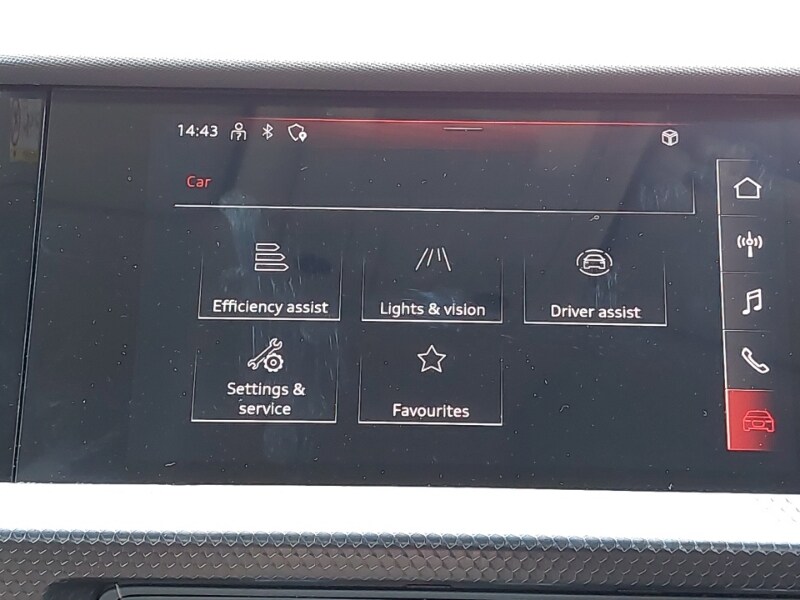 14:43
Car
Efficiency assist
Lights & vision
Driver assist
Settings &
service
Favourites